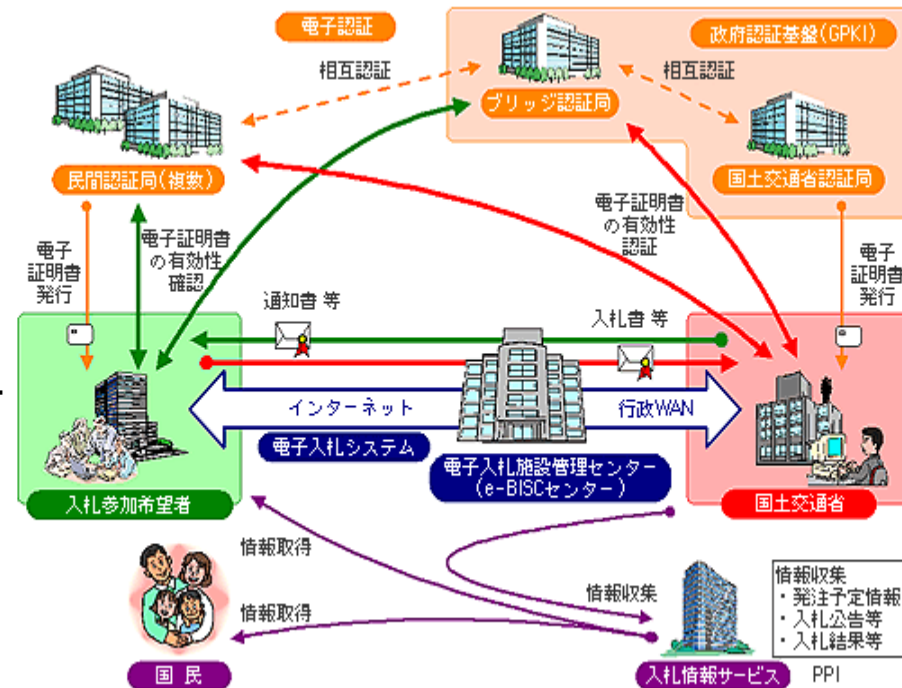 電子認証
政府認証基盤(GPKI)
相互認証
相互認証
ブリッジ認証局
民間認証局(複数)
国土交通省認証局
電子
証明書
発行
電子証明書
の有効性
確認
電子証明書
の有効性
認証
電子
証明書
発行
通知書 等
入札書 等
インターネット
行政WAN
電子入札システム
電子入札施設管理センター
(e-BISCセンター)
入札参加希望者
国土交通省
情報取得
情報取得
情報収集
国 民
入札情報サービス
PPI
情報収集
・発注予定情報
・入札公告等
・入札結果等